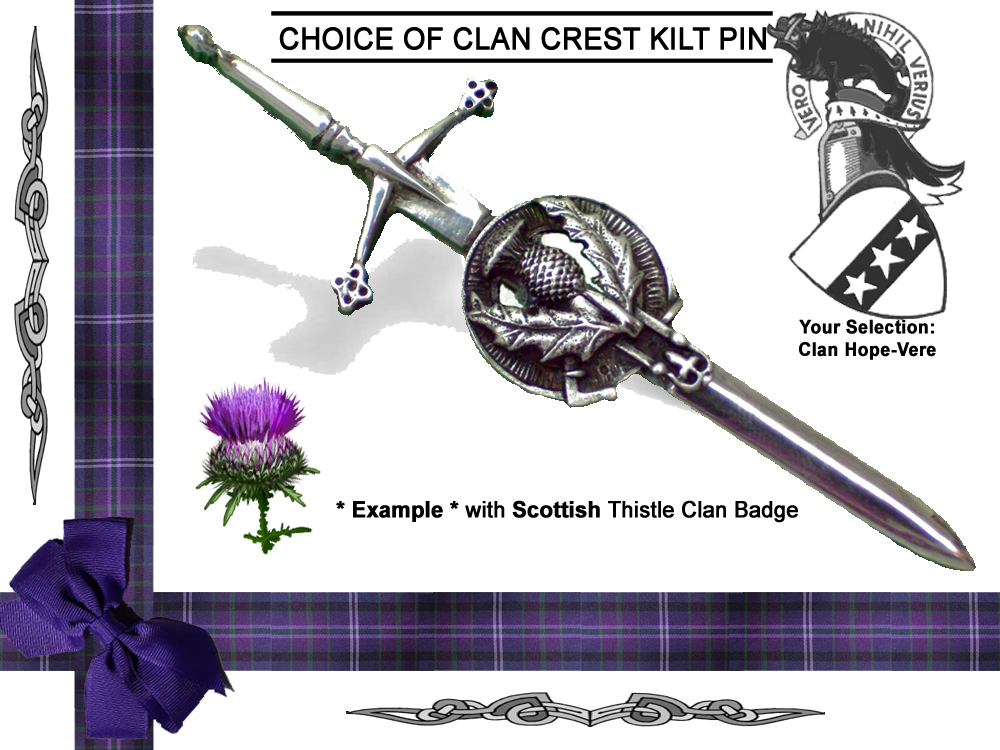 CHOICE OF CLAN CREST KILT PIN
VERO NIHIL VERIUS
Your Selection:
Clan Hope-Vere
* Example * with Scottish Thistle Clan Badge